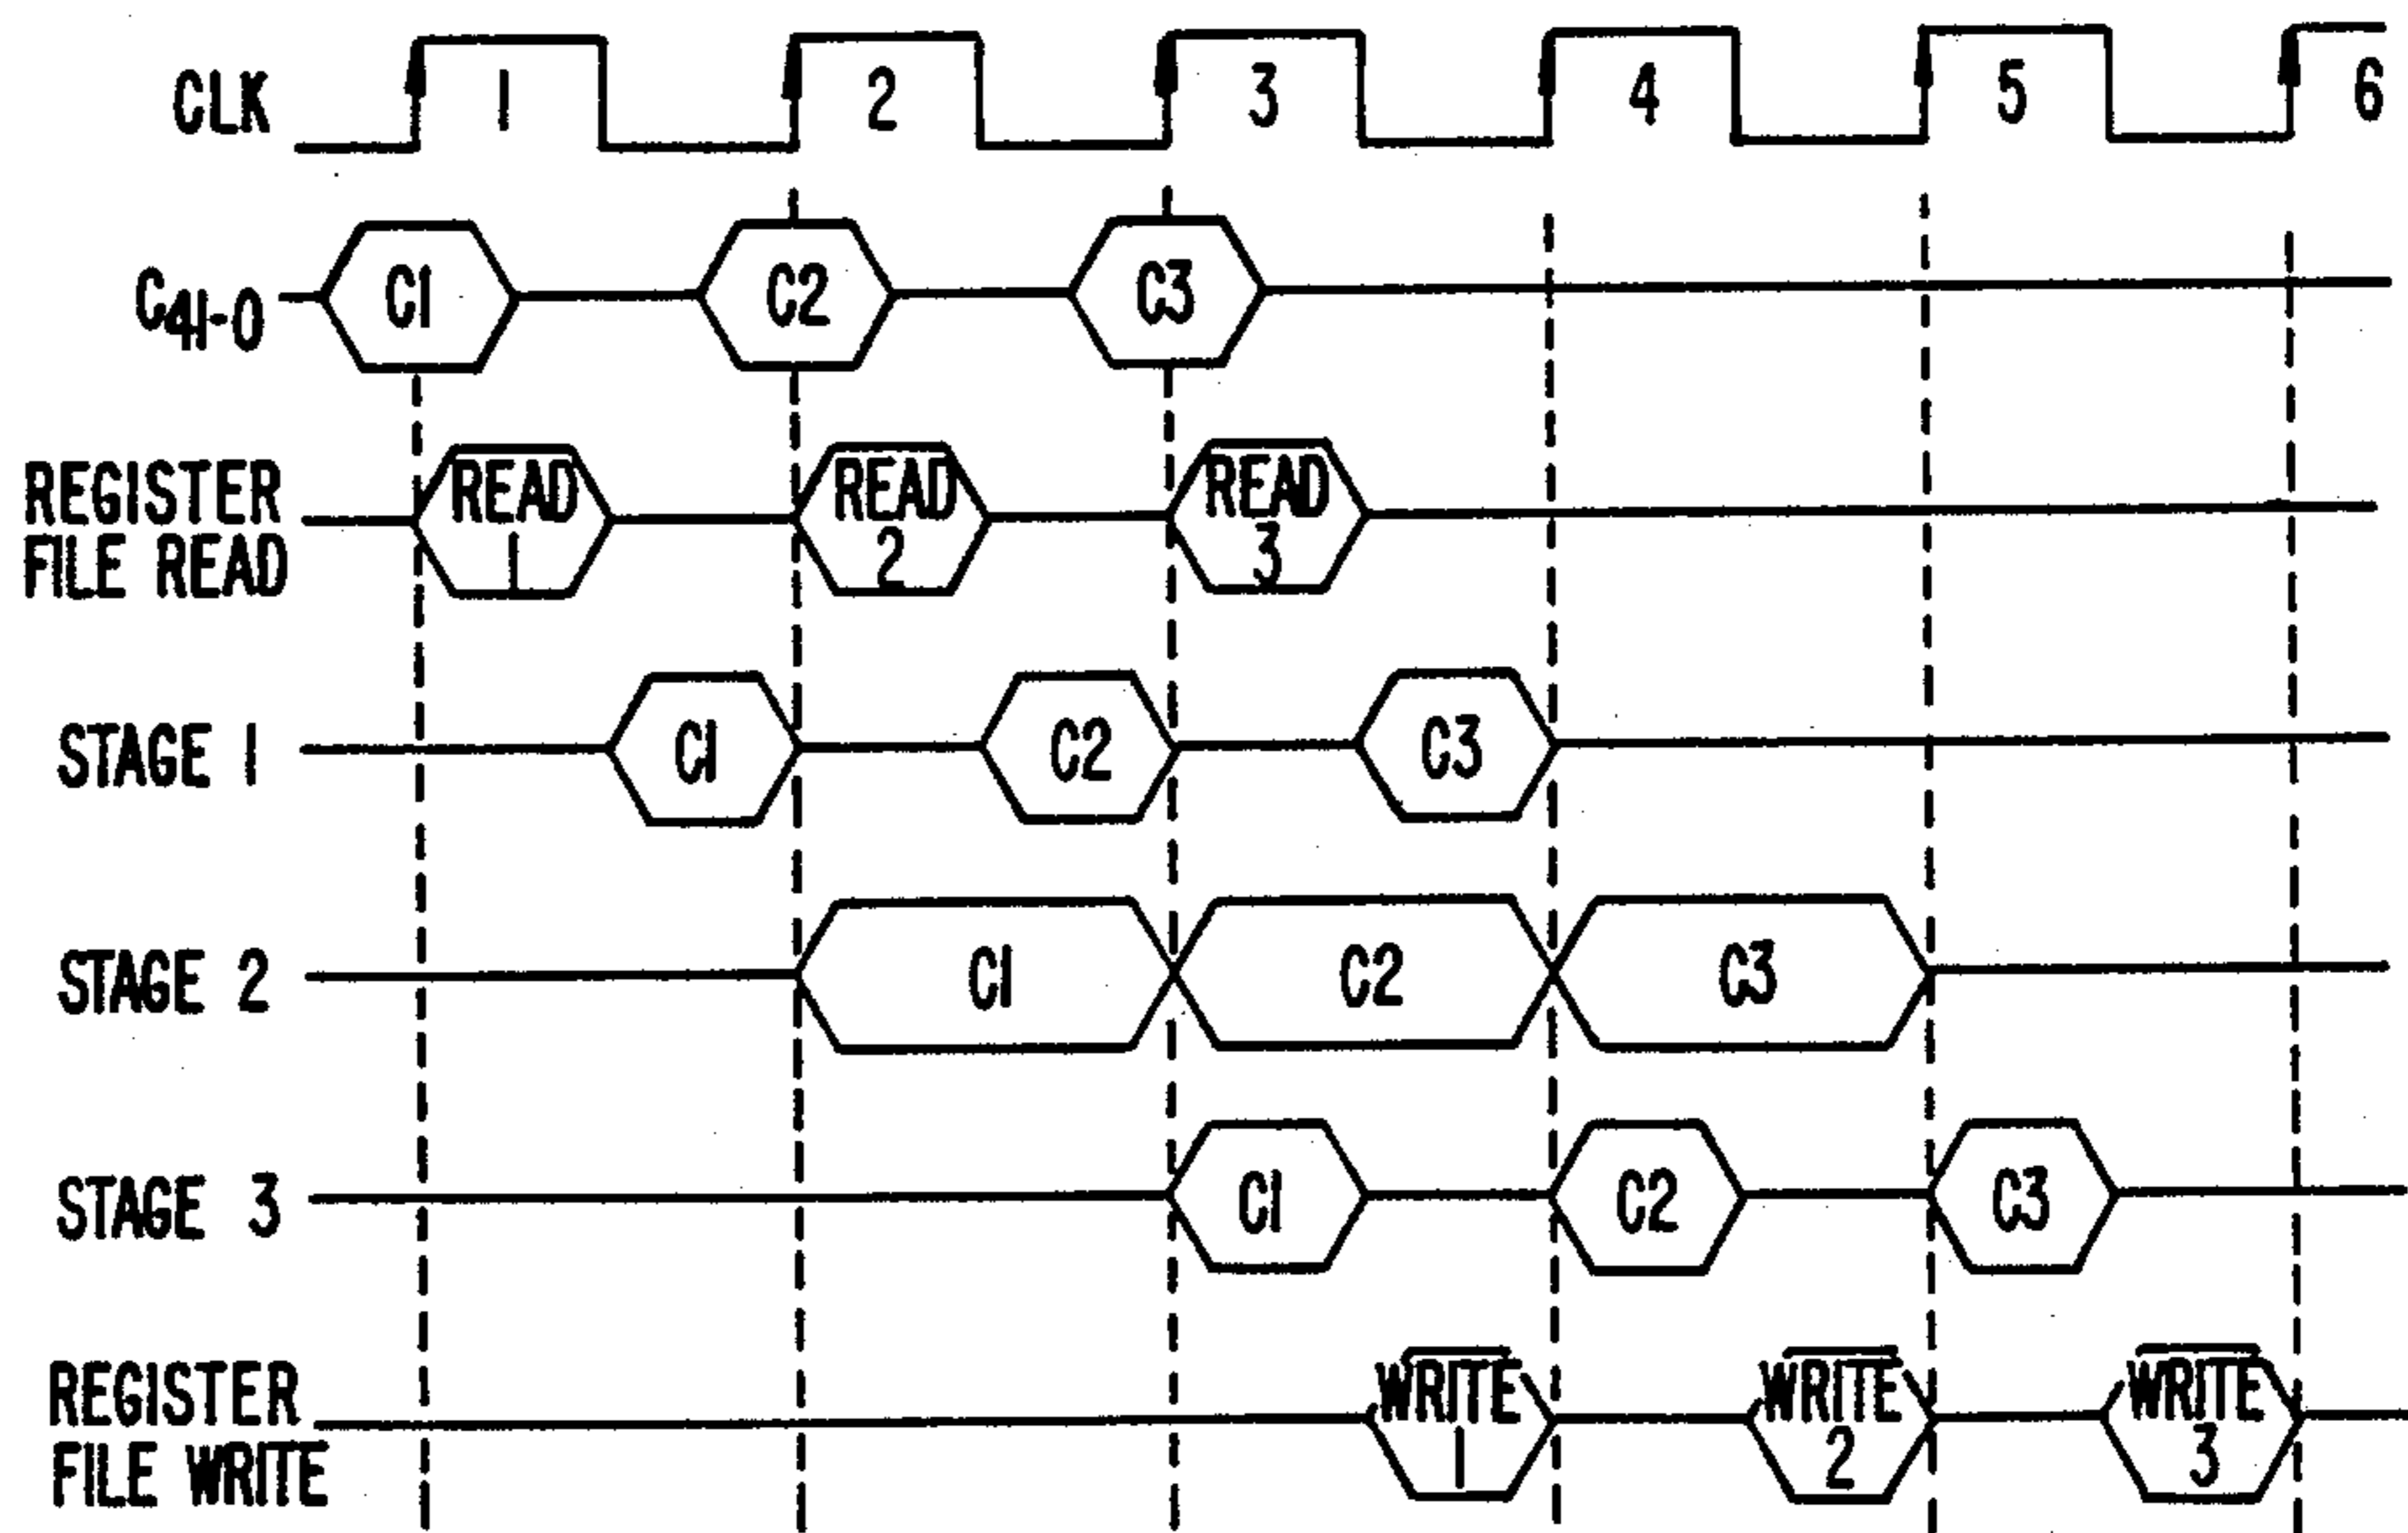 CLK 1 2 3 4 5 6
C41-0 C1 C2 C3
REGISTER
FILE READ
READ
1
READ
2
READ
3
STAGE 1 C1 C2 C3
STAGE 2 C1 C2 C3
STAGE 3 C1 C2 C3
REGISTER
FILE WRITE
WRITE
1
WRITE
2
WRITE
3